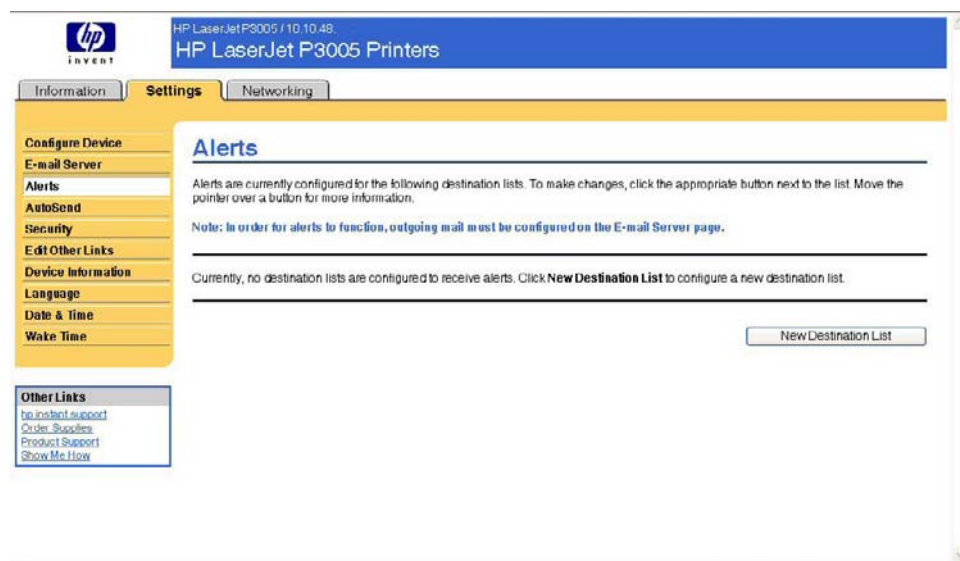 hp
invent
HP LaserJet P3005 / 10.10.48.
HP LaserJet P3005 Printers
Information
Settings
Networking
Configure Device
E-mail Server
Alerts
AutoSend
Security
Edit Other Links
Device Information
Language
Date & Time
Wake Time
Other Links
hp instant support
Order Supplies
Product Support
Show Me How
Alerts
Alerts are currently configured for the following destination lists. To make changes, click the appropriate button next to the list. Move the
pointer over a button for more information.
Note: In order for alerts to function, outgoing mail must be configured on the E-mail Server page.
Currently, no destination lists are configured to receive alerts. Click New Destination List to configure a new destination list.
New Destination List